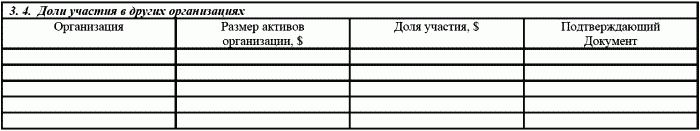 3. 4. Доли участия в других организациях
Организация
Размер активов
организации, $
Доля участия, $
Подтверждающий
Документ